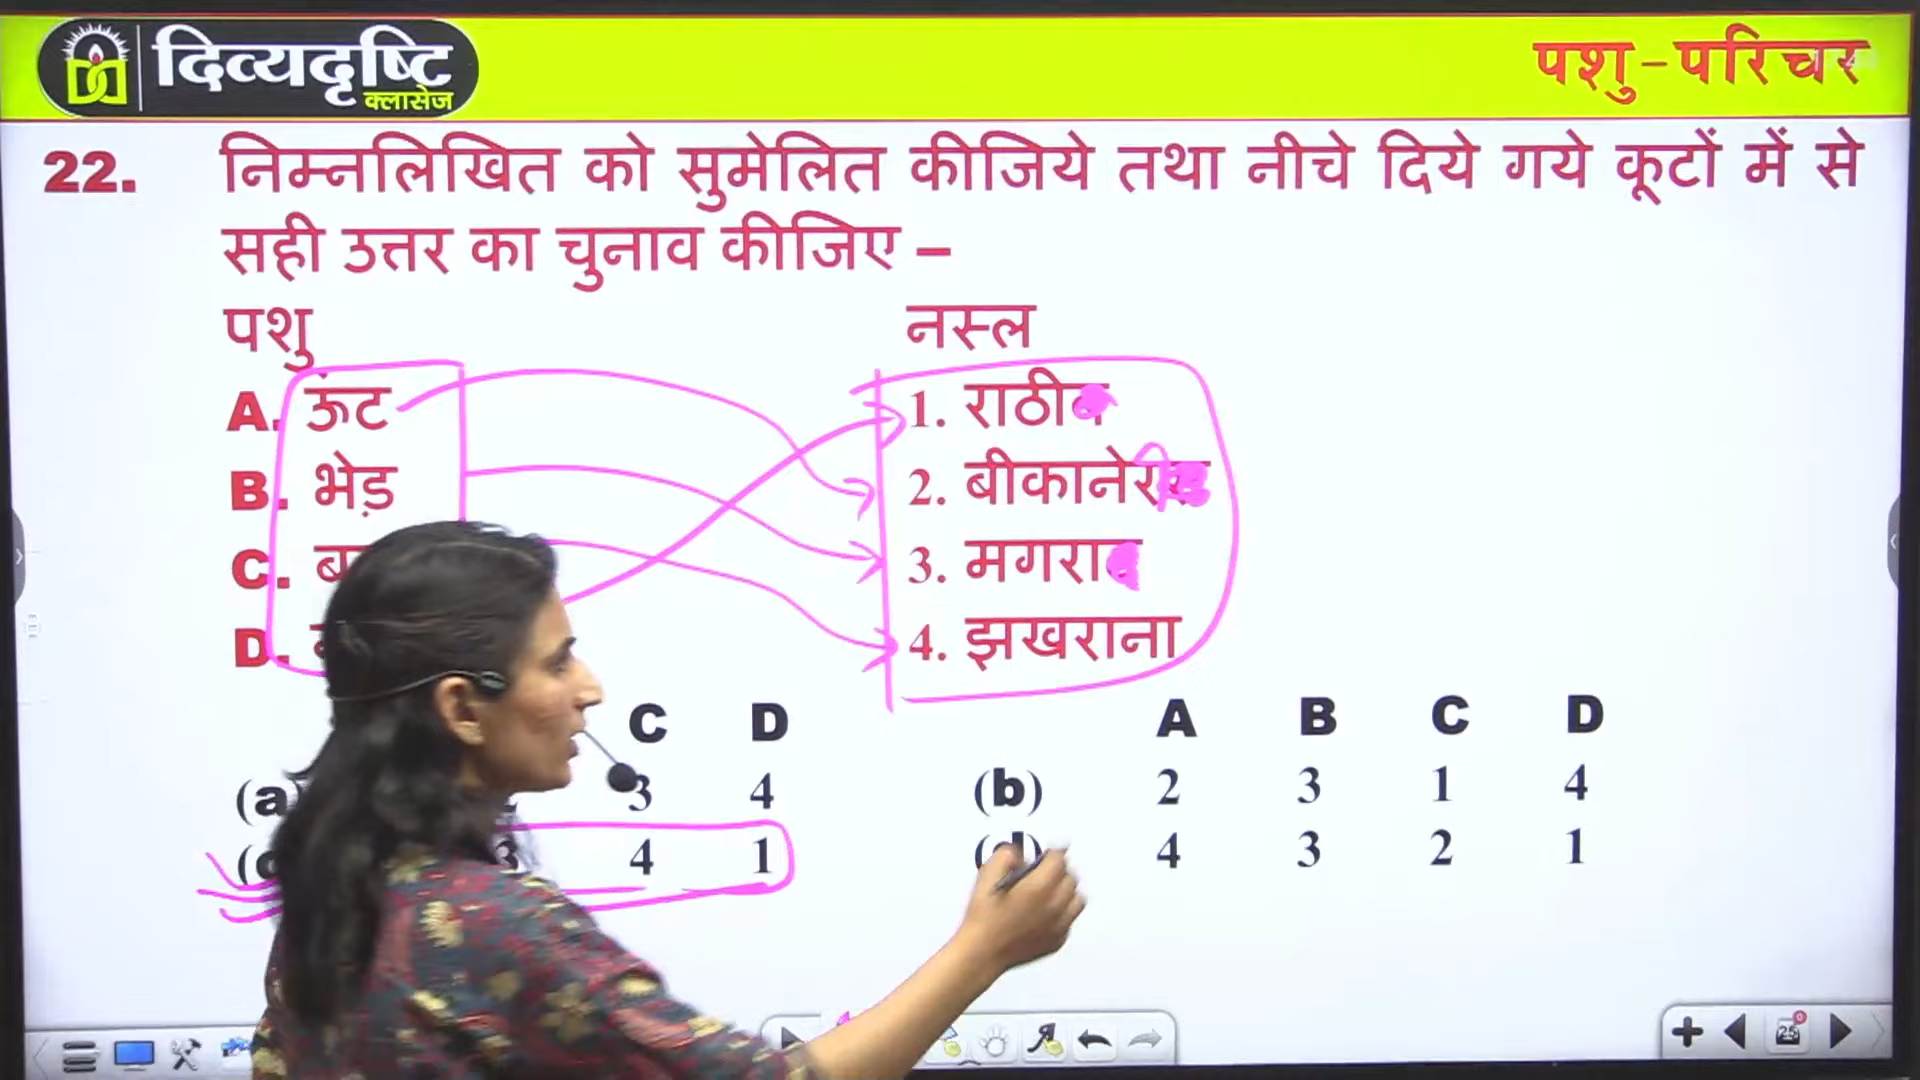 दिव्यदृष्टि
क्लासेज
पशु-परिचर
22. निम्नलिखित को सुमेलित कीजिये तथा नीचे दिये गये कूटों में से
सही उत्तर का चुनाव कीजिए –
पशु नस्ल
A. ऊंट 1. राठी
B. भेड़ 2. बीकानेरी
C. 3. मगरा
D. 4. झखराना
C D A B C D
(a) 3 4 (b) 2 3 1 4
3 4 1 (d) 4 3 2 1